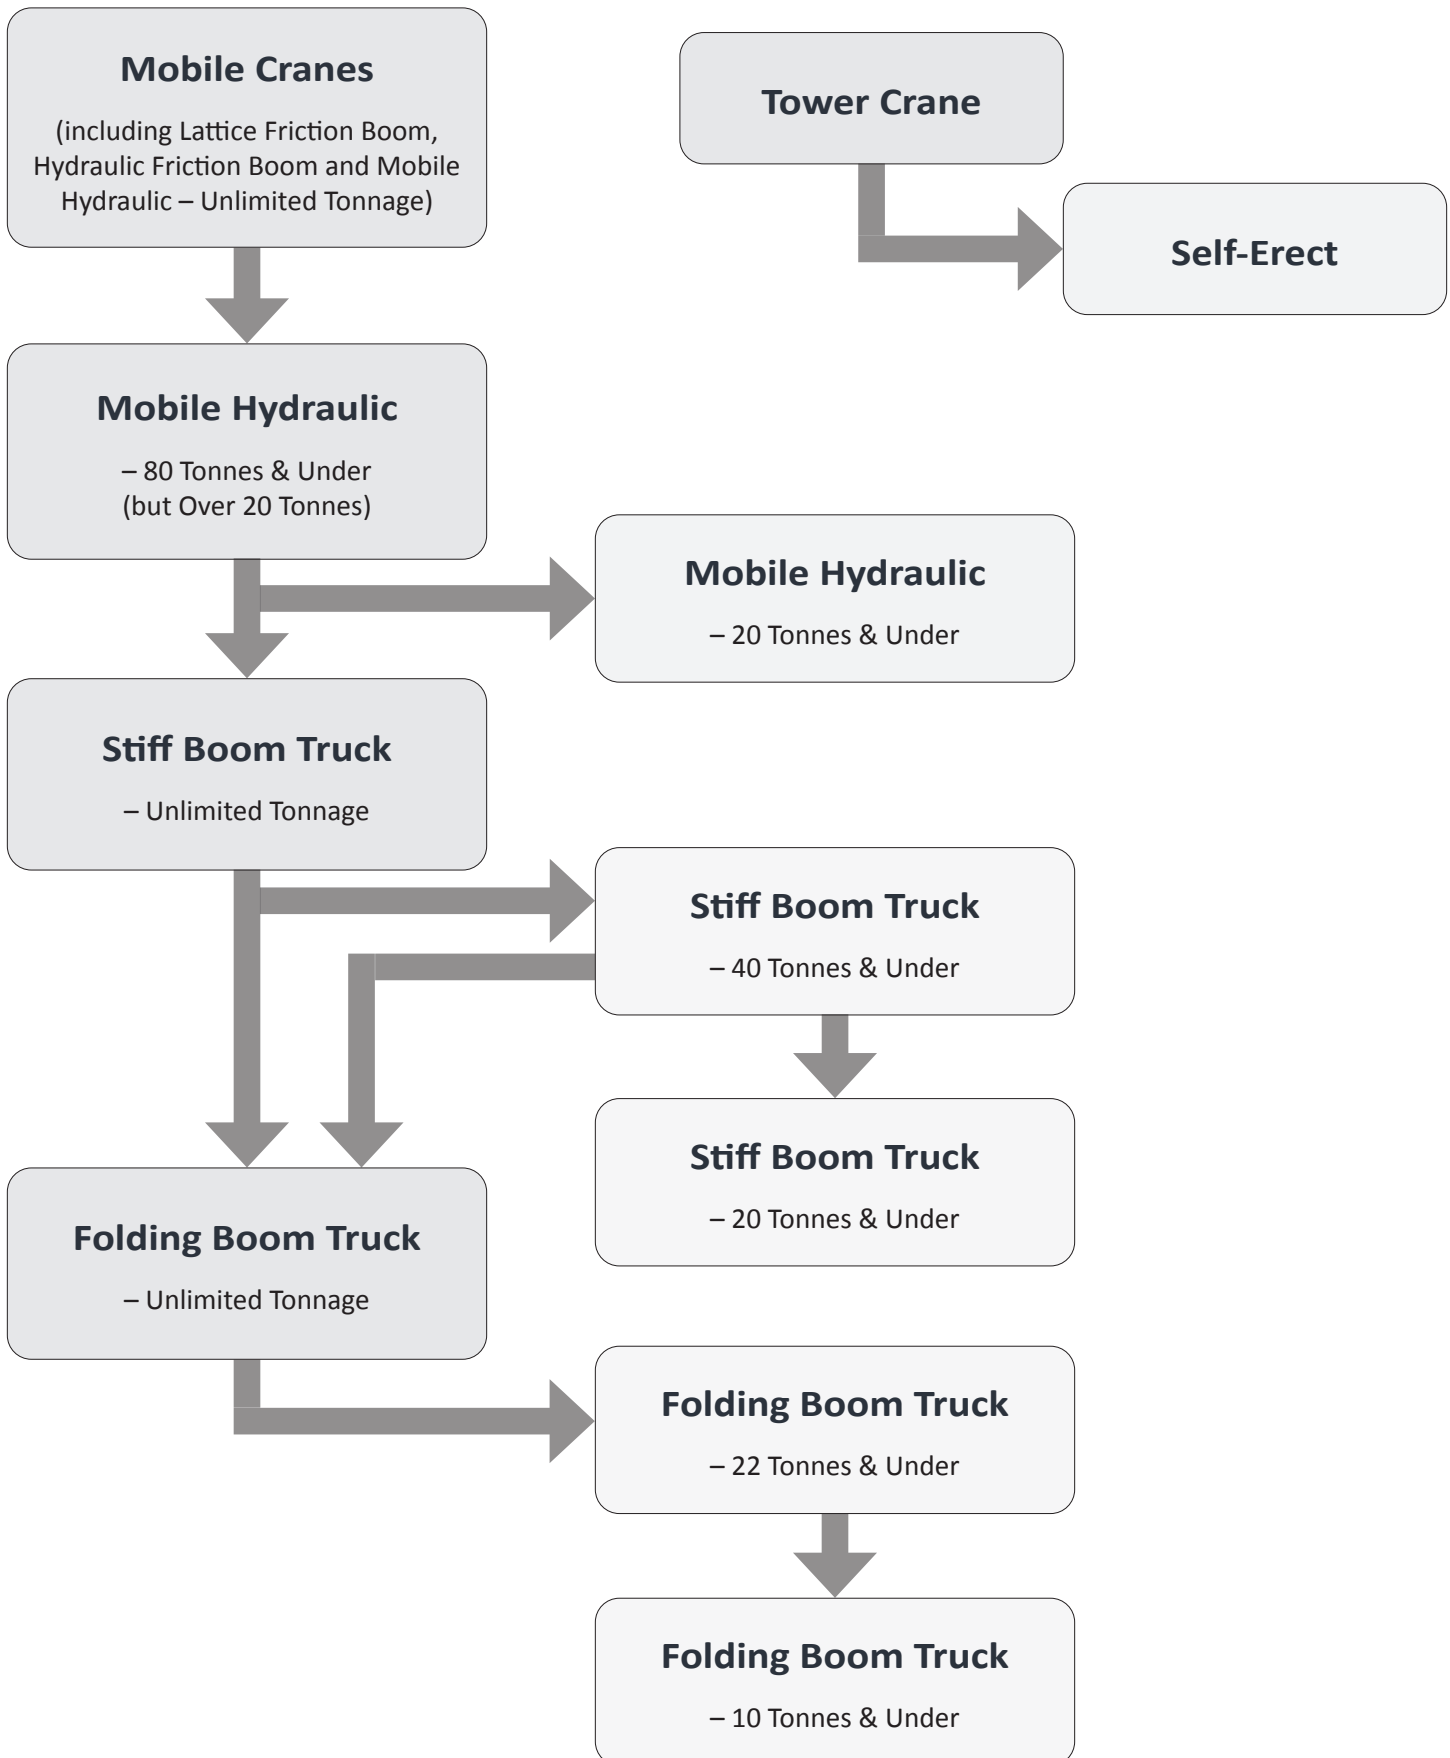 Mobile Cranes
(including Lattice Friction Boom,
Hydraulic Friction Boom and Mobile
Hydraulic – Unlimited Tonnage)
Tower Crane
Self-Erect
Mobile Hydraulic
– 80 Tonnes & Under
(but Over 20 Tonnes)
Mobile Hydraulic
– 20 Tonnes & Under
Stiff Boom Truck
– Unlimited Tonnage
Stiff Boom Truck
– 40 Tonnes & Under
Stiff Boom Truck
– 20 Tonnes & Under
Folding Boom Truck
– Unlimited Tonnage
Folding Boom Truck
– 22 Tonnes & Under
Folding Boom Truck
– 10 Tonnes & Under